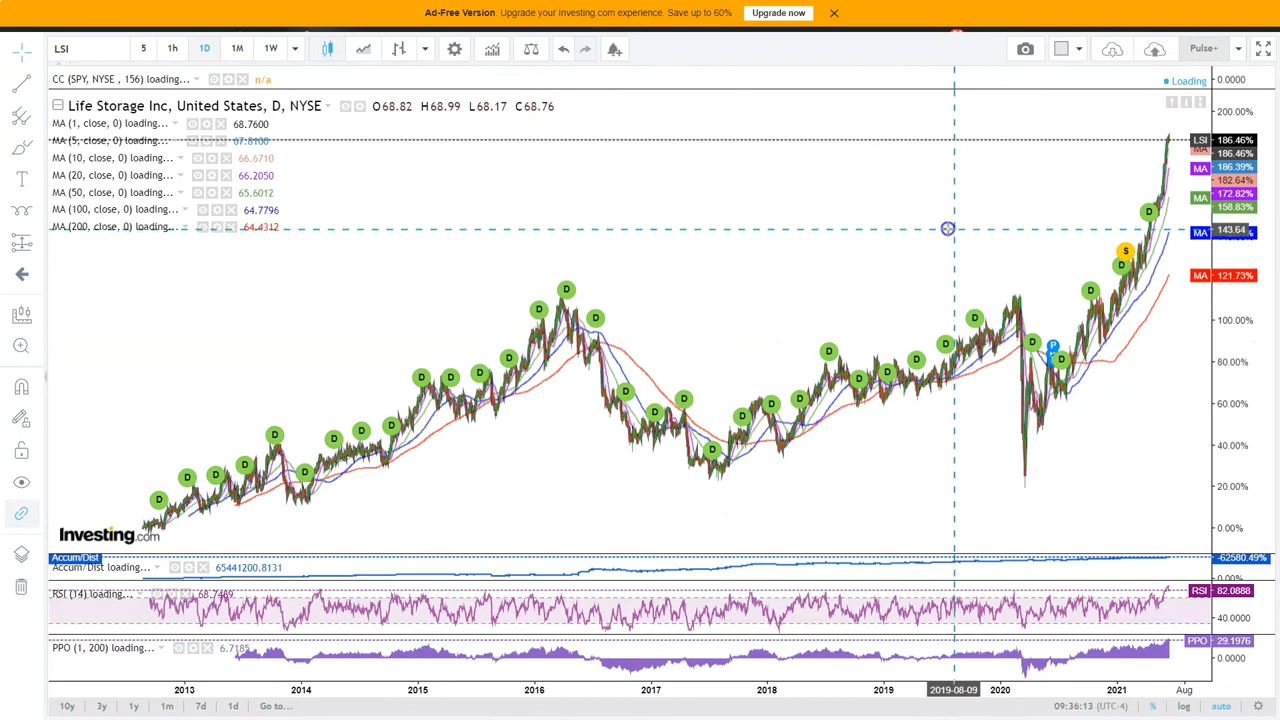 Ad-Free Version. Upgrade your Investing.com experience. Save up to 60% Upgrade now
LSI 5 1h 1D 1M 1W Pulse+
CC (SPY, NYSE , 156) loading... n/a 0.0000
Loading
Life Storage Inc, United States, D, NYSE O68.82 H68.99 L68.17 C68.76
200.00%
MA (1, close, 0) loading... 68.7600
MA (5, close, 0) loading... 67.8100
LSI 186.46%
MA 186.46%
MA (10, close, 0) loading... 66.6710
186.39%
MA (20, close, 0) loading... 66.2050
182.64%
MA (50, close, 0) loading... 65.6012
MA 172.82%
MA (100, close, 0) loading... 64.7796
MA 158.83%
MA (200, close, 0) loading... 64.4312
MA 143.64
MA 121.73%
D D D D D D D D D D D D D D D D D D D D D D D D D D D D D P D D D S D
100.00%
80.00%
60.00%
40.00%
20.00%
0.00%
Investing.com
Accum/Dist -62580.49%
Accum/Dist loading... 65441200.8131
0.00%
RSI (14) loading... 68.7489 RSI 82.0888
40.0000
PPO (1, 200) loading... 6.7185 PPO 29.1976
0.0000
2013 2014 2015 2016 2017 2018 2019 2019-08-09 2020 2021 Aug
10y 3y 1y 1m 7d 1d Go to... 09:36:13 (UTC-4) % log auto